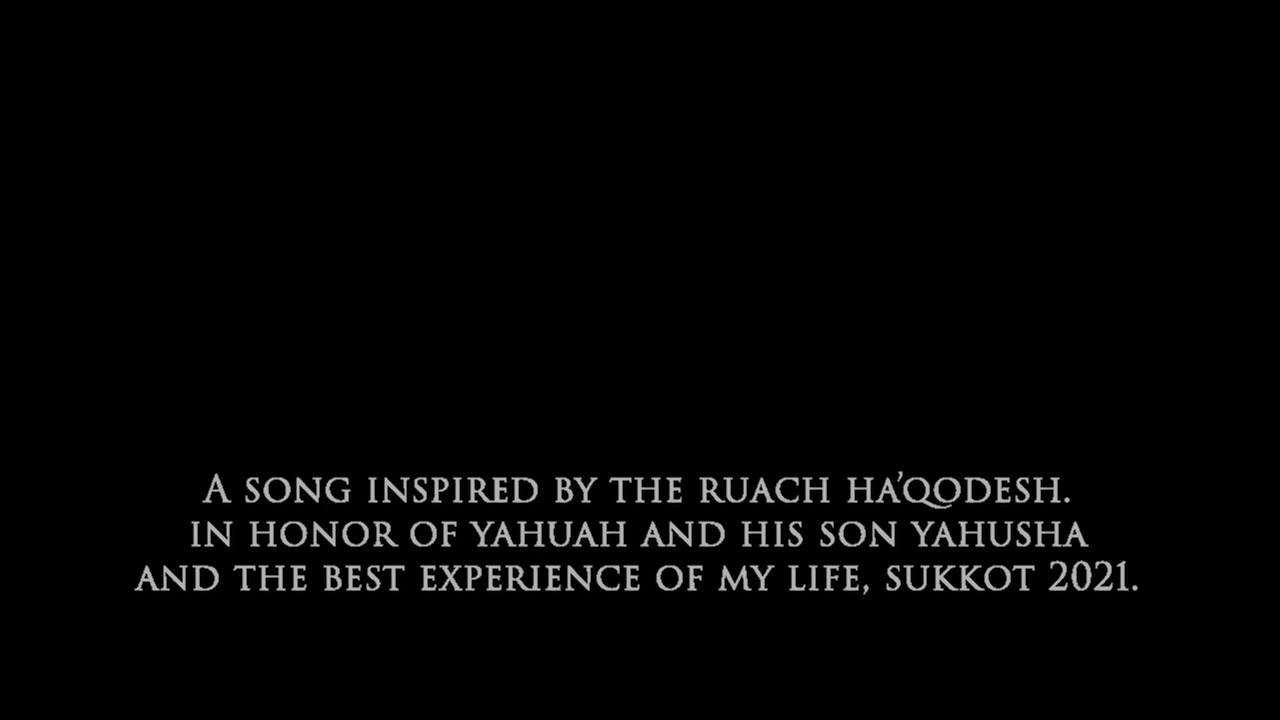 A SONG INSPIRED BY THE RUACH HA’QODESH.
IN HONOR OF YAHUAH AND HIS SON YAHUSHA
AND THE BEST EXPERIENCE OF MY LIFE, SUKKOT 2021.